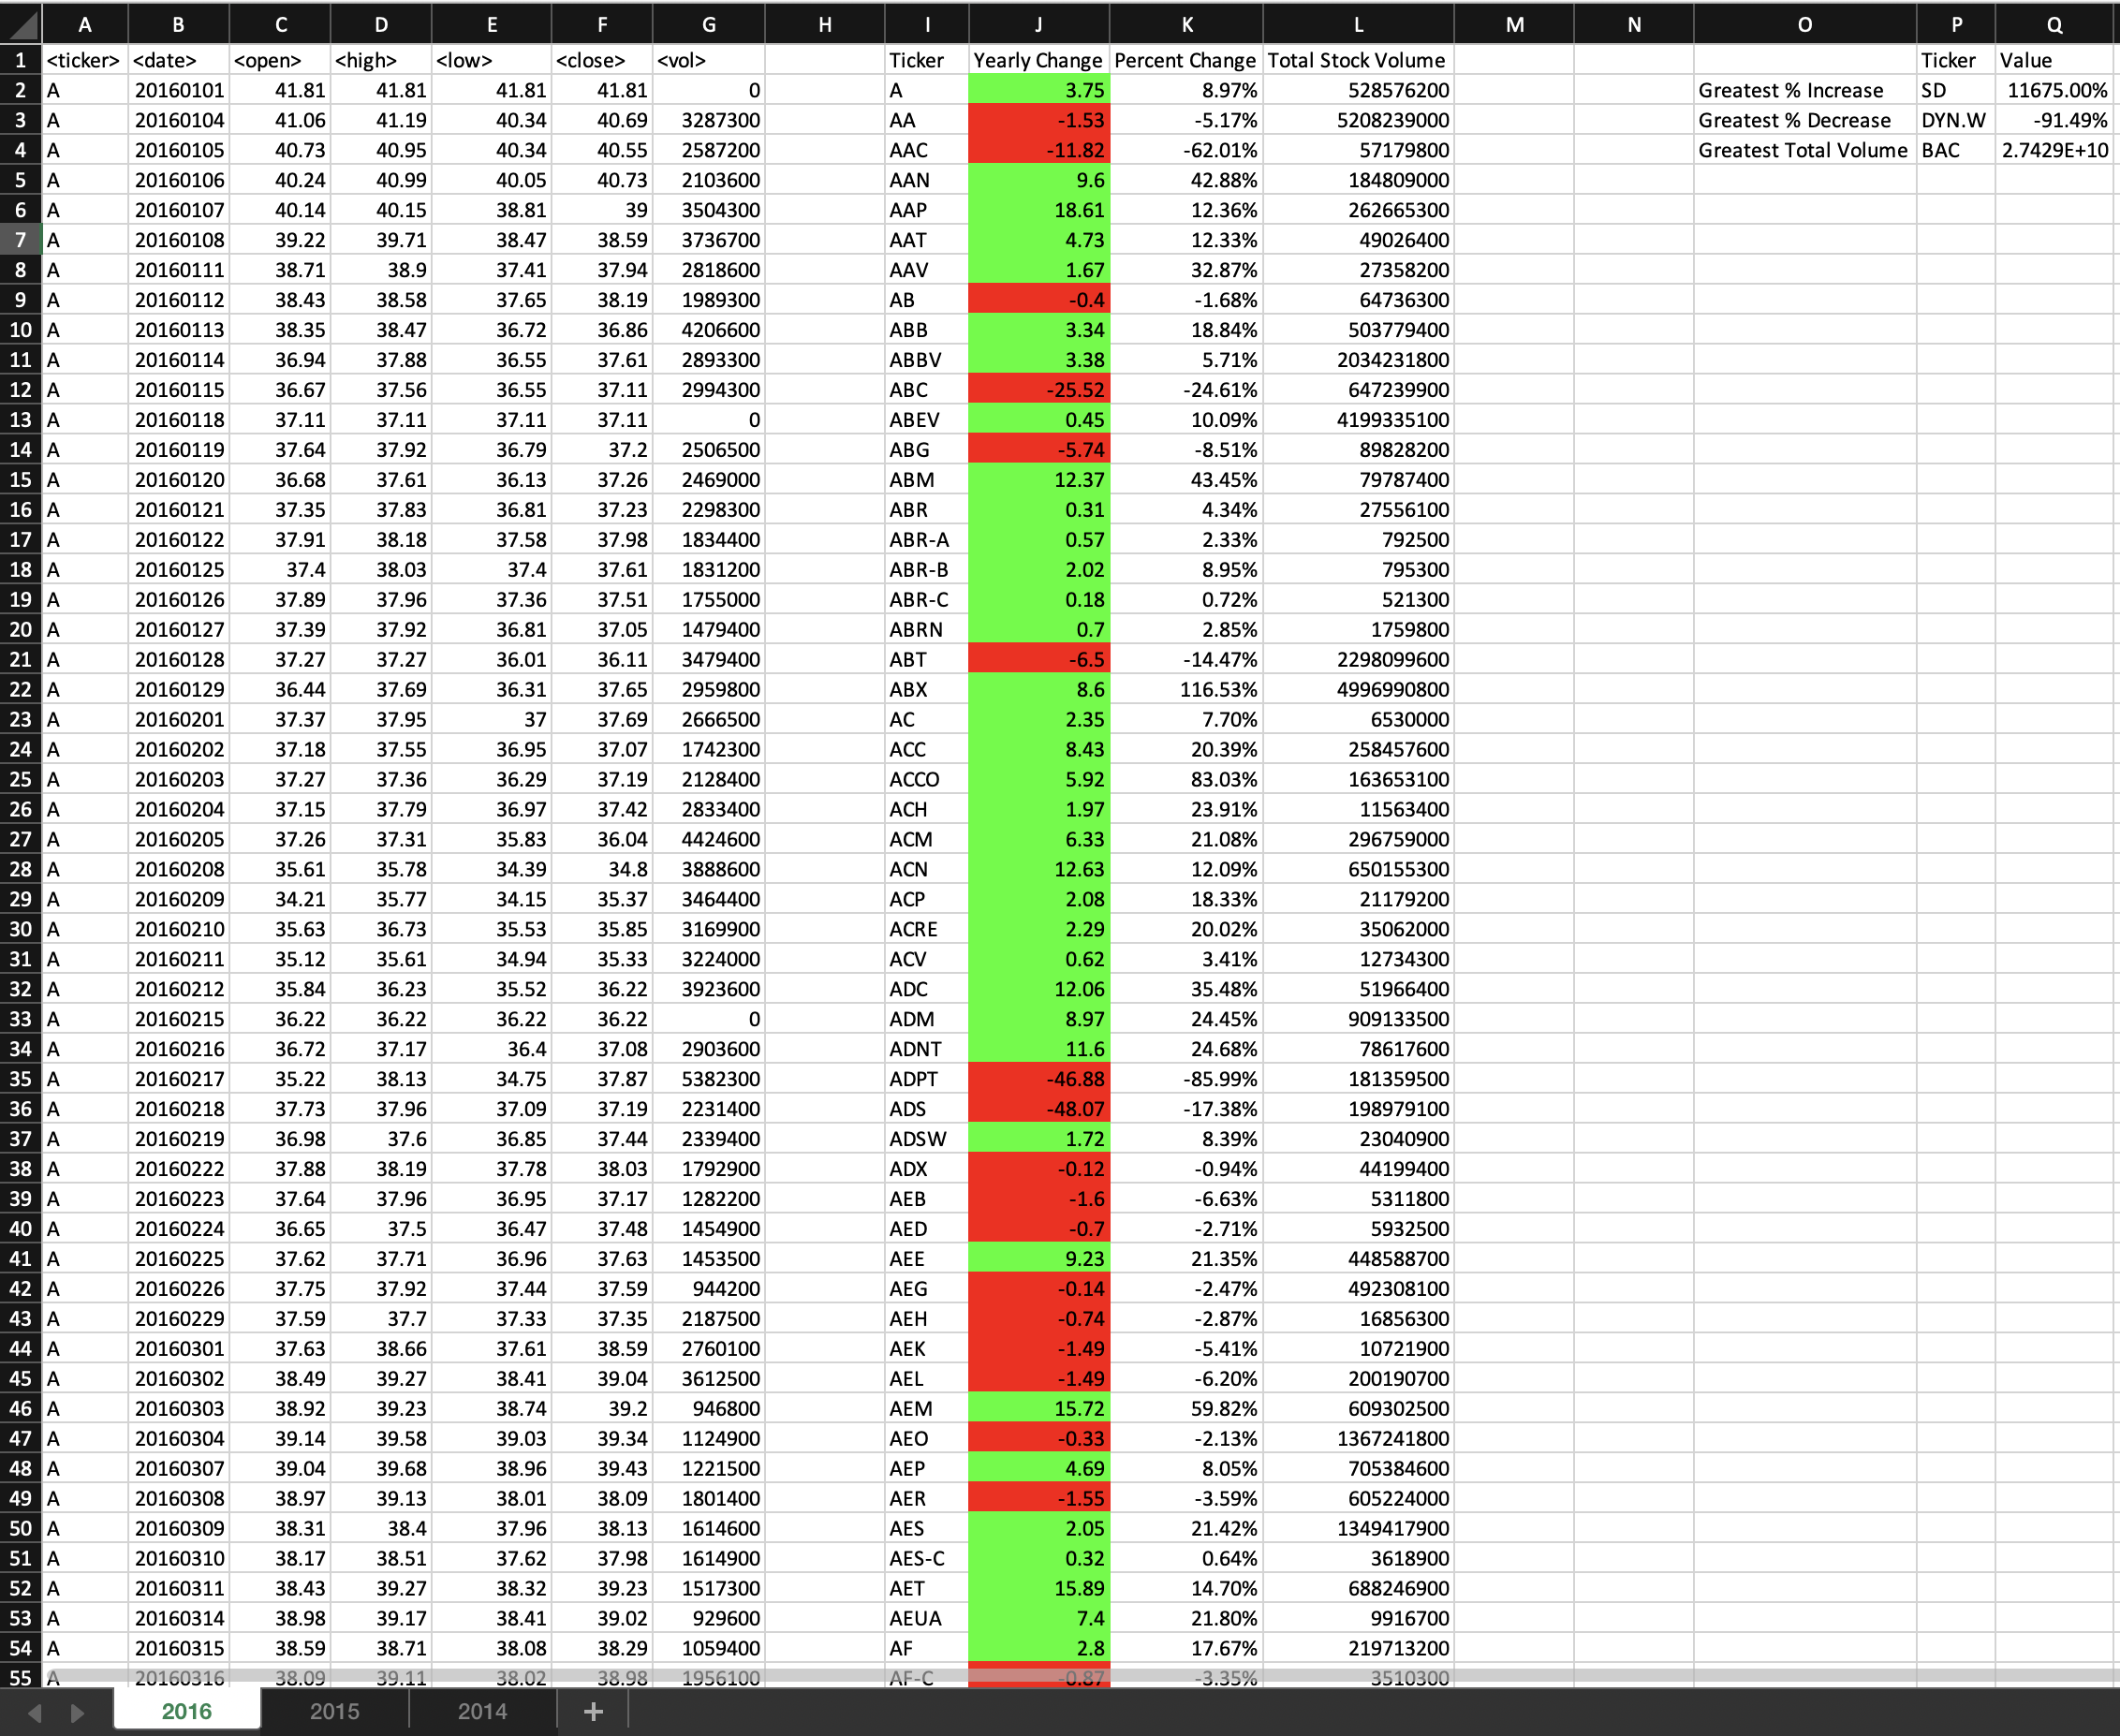 A B C D E F G H I J K L M N O P Q
1 <ticker> <date> <open> <high> <low> <close> <vol> Ticker Yearly Change Percent Change Total Stock Volume Ticker Value
2 A 20160101 41.81 41.81 41.81 41.81 0 A 3.75 8.97% 528576200 Greatest % Increase SD 11675.00%
3 A 20160104 41.06 41.19 40.34 40.69 3287300 AA -1.53 -5.17% 5208239000 Greatest % Decrease DYN.W -91.49%
4 A 20160105 40.73 40.95 40.34 40.55 2587200 AAC -11.82 -62.01% 57179800 Greatest Total Volume BAC 2.7429E+10
5 A 20160106 40.24 40.99 40.05 40.73 2103600 AAN 9.6 42.88% 184809000
6 A 20160107 40.14 40.15 38.81 39 3504300 AAP 18.61 12.36% 262665300
7 A 20160108 39.22 39.71 38.47 38.59 3736700 AAT 4.73 12.33% 49026400
8 A 20160111 38.71 38.9 37.41 37.94 2818600 AAV 1.67 32.87% 27358200
9 A 20160112 38.43 38.58 37.65 38.19 1989300 AB -0.4 -1.68% 64736300
10 A 20160113 38.35 38.47 36.72 36.86 4206600 ABB 3.34 18.84% 503779400
11 A 20160114 36.94 37.88 36.55 37.61 2893300 ABBV 3.38 5.71% 2034231800
12 A 20160115 36.67 37.56 36.55 37.11 2994300 ABC -25.52 -24.61% 647239900
13 A 20160118 37.11 37.11 37.11 37.11 0 ABEV 0.45 10.09% 4199335100
14 A 20160119 37.64 37.92 36.79 37.2 2506500 ABG -5.74 -8.51% 89828200
15 A 20160120 36.68 37.61 36.13 37.26 2469000 ABM 12.37 43.45% 79787400
16 A 20160121 37.35 37.83 36.81 37.23 2298300 ABR 0.31 4.34% 27556100
17 A 20160122 37.91 38.18 37.58 37.98 1834400 ABR-A 0.57 2.33% 792500
18 A 20160125 37.4 38.03 37.4 37.61 1831200 ABR-B 2.02 8.95% 795300
19 A 20160126 37.89 37.96 37.36 37.51 1755000 ABR-C 0.18 0.72% 521300
20 A 20160127 37.39 37.92 36.81 37.05 1479400 ABRN 0.7 2.85% 1759800
21 A 20160128 37.27 37.27 36.01 36.11 3479400 ABT -6.5 -14.47% 2298099600
22 A 20160129 36.44 37.69 36.31 37.65 2959800 ABX 8.6 116.53% 4996990800
23 A 20160201 37.37 37.95 37 37.69 2666500 AC 2.35 7.70% 6530000
24 A 20160202 37.18 37.55 36.95 37.07 1742300 ACC 8.43 20.39% 258457600
25 A 20160203 37.27 37.36 36.29 37.19 2128400 ACCO 5.92 83.03% 163653100
26 A 20160204 37.15 37.79 36.97 37.42 2833400 ACH 1.97 23.91% 11563400
27 A 20160205 37.26 37.31 35.83 36.04 4424600 ACM 6.33 21.08% 296759000
28 A 20160208 35.61 35.78 34.39 34.8 3888600 ACN 12.63 12.09% 650155300
29 A 20160209 34.21 35.77 34.15 35.37 3464400 ACP 2.08 18.33% 21179200
30 A 20160210 35.63 36.73 35.53 35.85 3169900 ACRE 2.29 20.02% 35062000
31 A 20160211 35.12 35.61 34.94 35.33 3224000 ACV 0.62 3.41% 12734300
32 A 20160212 35.84 36.23 35.52 36.22 3923600 ADC 12.06 35.48% 51966400
33 A 20160215 36.22 36.22 36.22 36.22 0 ADM 8.97 24.45% 909133500
34 A 20160216 36.72 37.17 36.4 37.08 2903600 ADNT 11.6 24.68% 78617600
35 A 20160217 35.22 38.13 34.75 37.87 5382300 ADPT -46.88 -85.99% 181359500
36 A 20160218 37.73 37.96 37.09 37.19 2231400 ADS -48.07 -17.38% 198979100
37 A 20160219 36.98 37.6 36.85 37.44 2339400 ADSW 1.72 8.39% 23040900
38 A 20160222 37.88 38.19 37.78 38.03 1792900 ADX -0.12 -0.94% 44199400
39 A 20160223 37.64 37.96 36.95 37.17 1282200 AEB -1.6 -6.63% 5311800
40 A 20160224 36.65 37.5 36.47 37.48 1454900 AED -0.7 -2.71% 5932500
41 A 20160225 37.62 37.71 36.96 37.63 1453500 AEE 9.23 21.35% 448588700
42 A 20160226 37.75 37.92 37.44 37.59 944200 AEG -0.14 -2.47% 492308100
43 A 20160229 37.59 37.7 37.33 37.35 2187500 AEH -0.74 -2.87% 16856300
44 A 20160301 37.63 38.66 37.61 38.59 2760100 AEK -1.49 -5.41% 10721900
45 A 20160302 38.49 39.27 38.41 39.04 3612500 AEL -1.49 -6.20% 200190700
46 A 20160303 38.92 39.23 38.74 39.2 946800 AEM 15.72 59.82% 609302500
47 A 20160304 39.14 39.58 39.03 39.34 1124900 AEO -0.33 -2.13% 1367241800
48 A 20160307 39.04 39.68 38.96 39.43 1221500 AEP 4.69 8.05% 705384600
49 A 20160308 38.97 39.13 38.01 38.09 1801400 AER -1.55 -3.59% 605224000
50 A 20160309 38.31 38.4 37.96 38.13 1614600 AES 2.05 21.42% 1349417900
51 A 20160310 38.17 38.51 37.62 37.98 1614900 AES-C 0.32 0.64% 3618900
52 A 20160311 38.43 39.27 38.32 39.23 1517300 AET 15.89 14.70% 688246900
53 A 20160314 38.98 39.17 38.41 39.02 929600 AEUA 7.4 21.80% 9916700
54 A 20160315 38.59 38.71 38.08 38.29 1059400 AF 2.8 17.67% 219713200
55 A 20160316 38.09 39.11 38.02 38.98 1956100 AF-C -0.87 -3.35% 3510300
2016 2015 2014 +